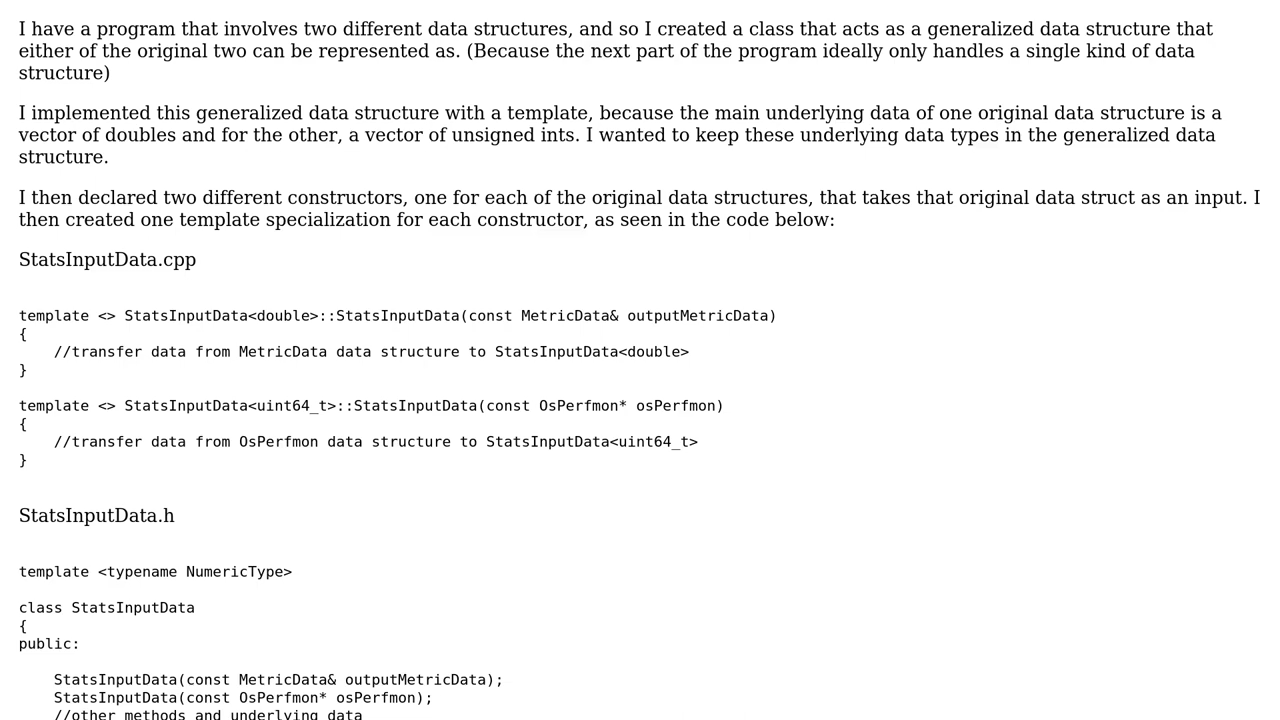 I have a program that involves two different data structures, and so I created a class that acts as a generalized data structure that
either of the original two can be represented as. (Because the next part of the program ideally only handles a single kind of data
structure)
I implemented this generalized data structure with a template, because the main underlying data of one original data structure is a
vector of doubles and for the other, a vector of unsigned ints. I wanted to keep these underlying data types in the generalized data
structure.
I then declared two different constructors, one for each of the original data structures, that takes that original data struct as an input. I
then created one template specialization for each constructor, as seen in the code below:
StatsInputData.cpp
template <> StatsInputData<double>::StatsInputData(const MetricData& outputMetricData)
{
    //transfer data from MetricData data structure to StatsInputData<double>
}
template <> StatsInputData<uint64_t>::StatsInputData(const OsPerfmon* osPerfmon)
{
    //transfer data from OsPerfmon data structure to StatsInputData<uint64_t>
}
StatsInputData.h
template <typename NumericType>
class StatsInputData
{
public:
    StatsInputData(const MetricData& outputMetricData);
    StatsInputData(const OsPerfmon* osPerfmon);
    //other methods and underlying data